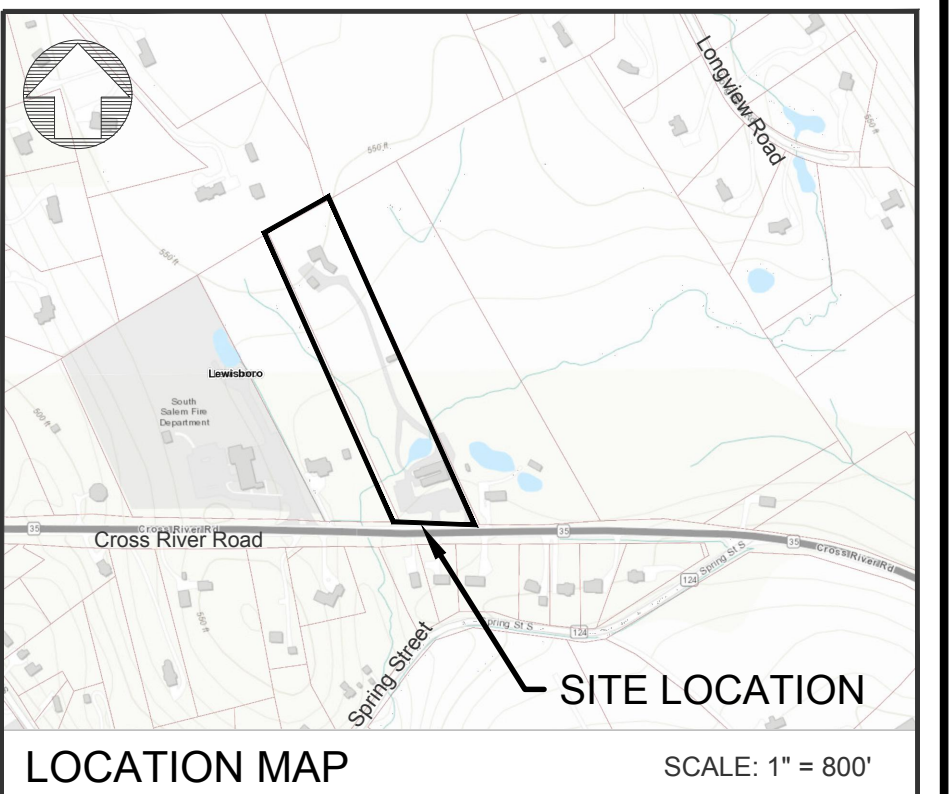 Longview Road
550 ft
550 ft
550 ft
Lewisboro
South
Salem Fire
Department
500 ft
35
Cross River Rd
Cross River Road
35
35
Cross River Rd
Spring St S
124
Spring St S
124
550 ft
Spring Street
SITE LOCATION
LOCATION MAP
SCALE: 1" = 800'